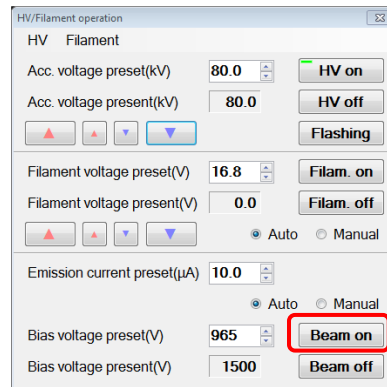 HV/Filament operation
HV Filament
Acc. voltage preset(kV) 80.0 HV on
Acc. voltage present(kV) 80.0 HV off
Flashing
Filament voltage preset(V) 16.8 Filam. on
Filament voltage present(V) 0.0 Filam. off
Auto Manual
Emission current preset(µA) 10.0
Auto Manual
Bias voltage preset(V) 965 Beam on
Bias voltage present(V) 1500 Beam off